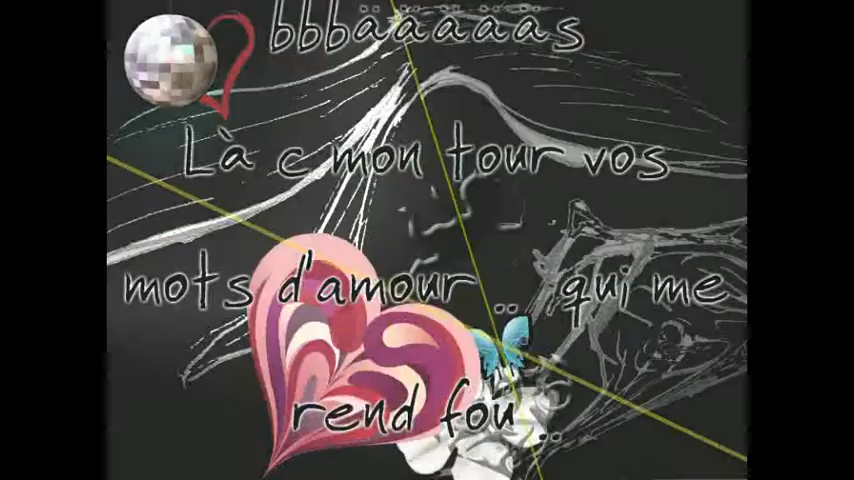 bbbäääääs
Là c mon tour vos
mots d'amour .. qui me
rend fou ..